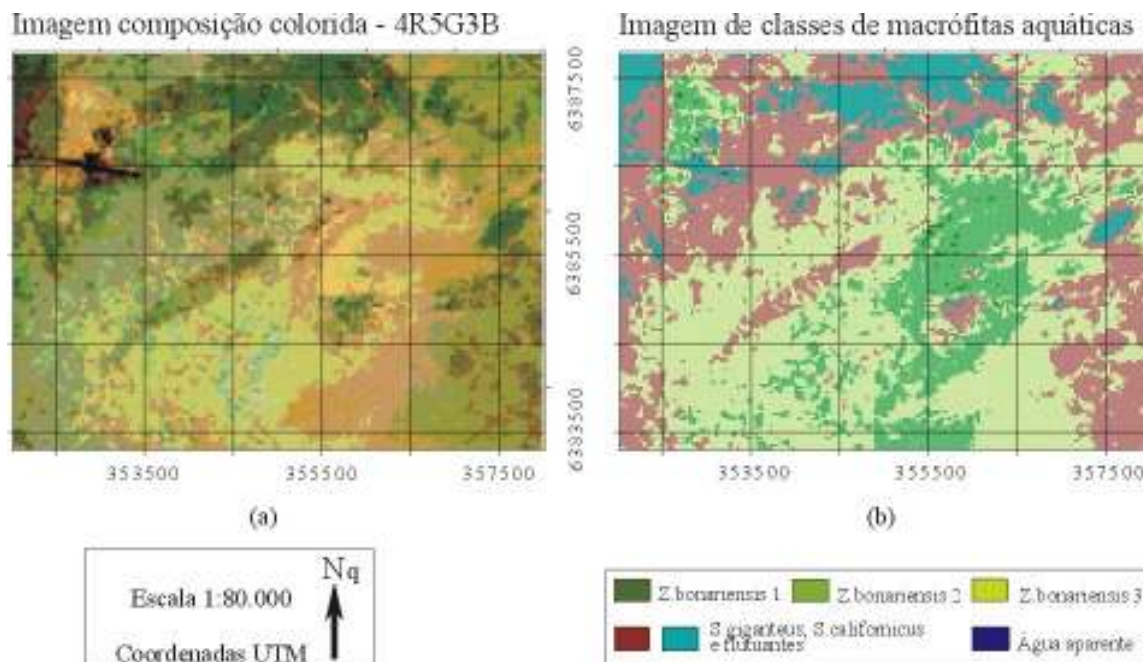 Imagem composição colorida - 4R5G3B
Imagem de classes de macrófitas aquáticas
6387500
6385500
6383500
353500 355500 357500
353500 355500 357500
(a)
(b)
Escala 1:80.000
Nq
Coordenadas UTM
Z.bonariensis 1 Z.bonariensis 2 Z.bonariensis 3
S.giganteus, S.californicus
e flutuantes
Água aparente